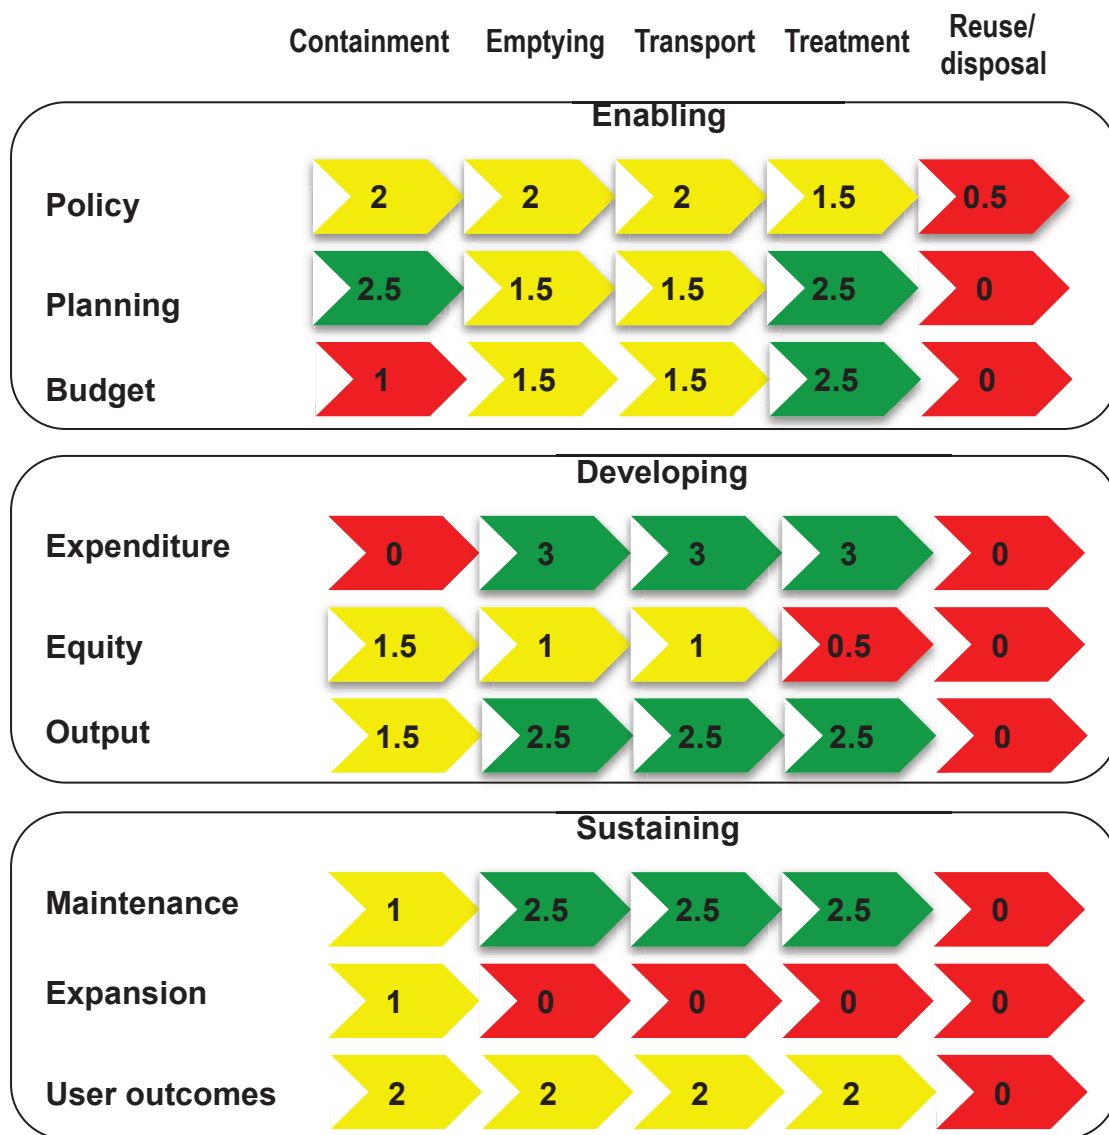 Containment Emptying Transport Treatment Reuse/
disposal
Enabling
Policy 2 2 2 1.5 0.5
Planning 2.5 1.5 1.5 2.5 0
Budget 1 1.5 1.5 2.5 0
Developing
Expenditure 0 3 3 3 0
Equity 1.5 1 1 0.5 0
Output 1.5 2.5 2.5 2.5 0
Sustaining
Maintenance 1 2.5 2.5 2.5 0
Expansion 1 0 0 0 0
User outcomes 2 2 2 2 0